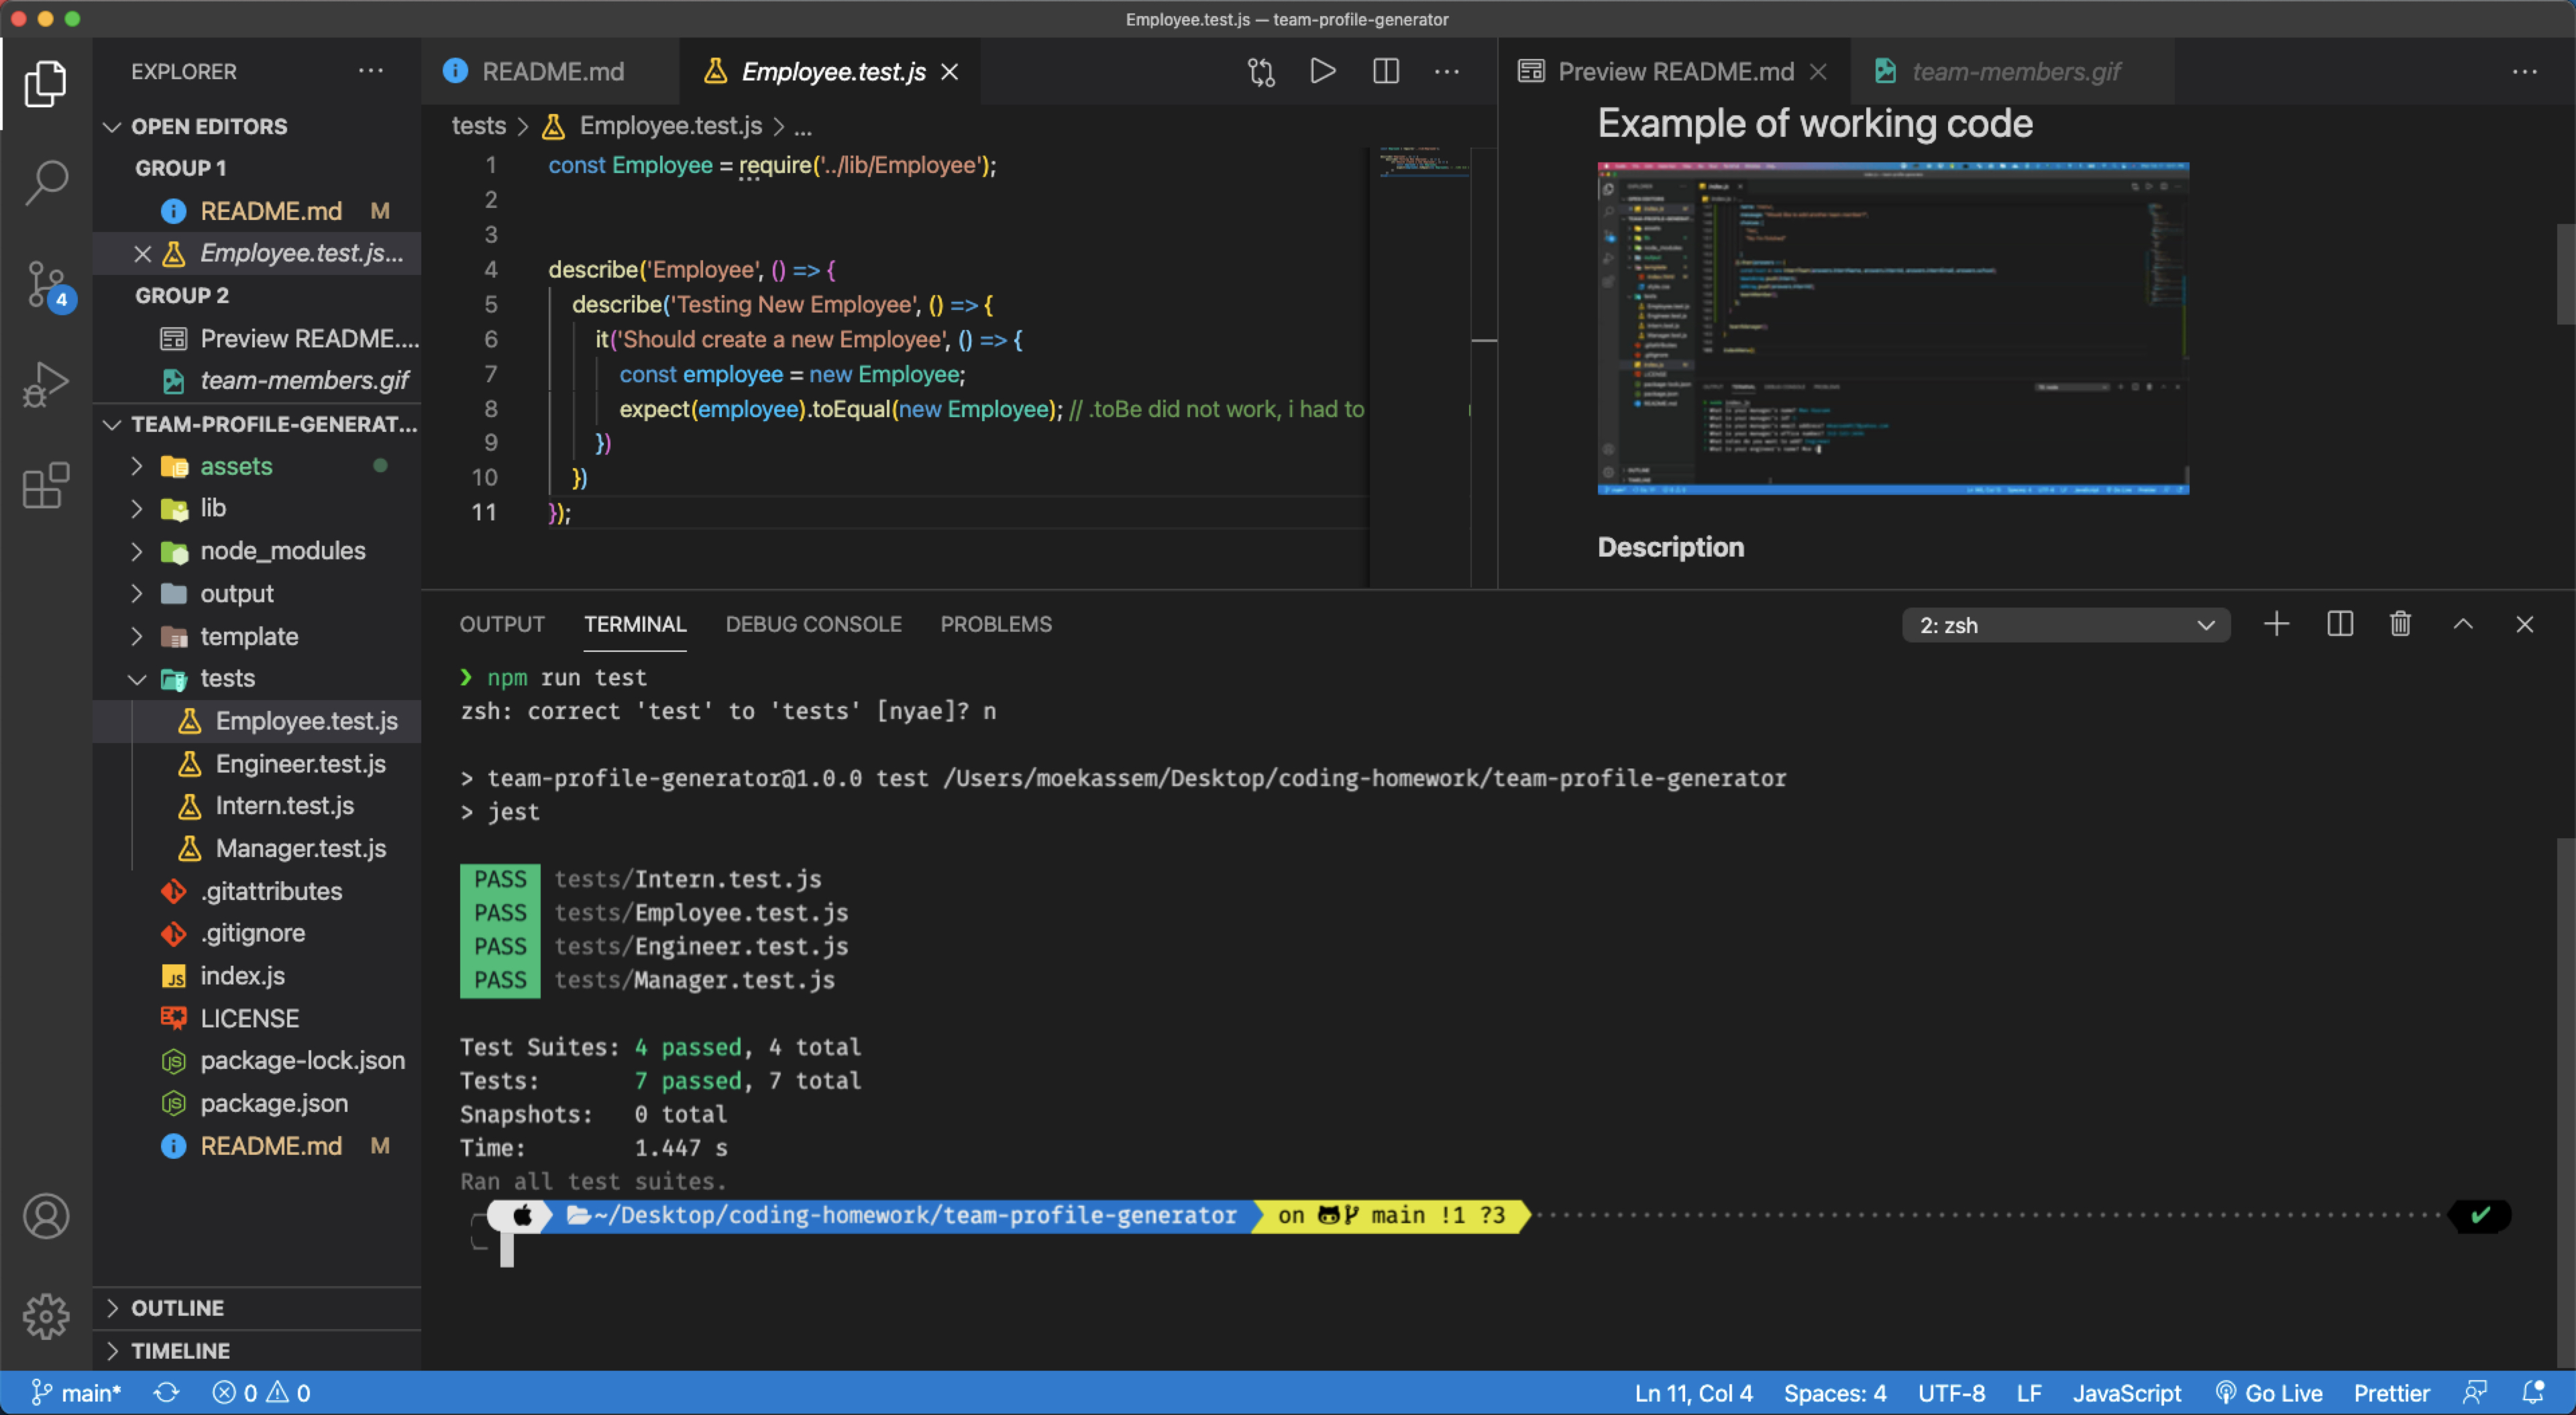 Employee.test.js — team-profile-generator
EXPLORER
OPEN EDITORS
GROUP 1
README.md M
Employee.test.js...
GROUP 2
Preview README....
team-members.gif
TEAM-PROFILE-GENERAT...
assets
lib
node_modules
output
template
tests
Employee.test.js
Engineer.test.js
Intern.test.js
Manager.test.js
.gitattributes
.gitignore
index.js
LICENSE
package-lock.json
package.json
README.md M
OUTLINE
TIMELINE
4
README.md
Employee.test.js
tests > Employee.test.js > ...
1 const Employee = require('../lib/Employee');
2
3
4 describe('Employee', () => {
5 describe('Testing New Employee', () => {
6 it('Should create a new Employee', () => {
7 const employee = new Employee;
8 expect(employee).toEqual(new Employee); // .toBe did not work, i had to
9 })
10 })
11 });
Preview README.md
team-members.gif
Example of working code
Description
OUTPUT TERMINAL DEBUG CONSOLE PROBLEMS
2: zsh
❯ npm run test
zsh: correct 'test' to 'tests' [nyae]? n
> team-profile-generator@1.0.0 test /Users/moekassem/Desktop/coding-homework/team-profile-generator
> jest
PASS tests/Intern.test.js
PASS tests/Employee.test.js
PASS tests/Engineer.test.js
PASS tests/Manager.test.js
Test Suites: 4 passed, 4 total
Tests: 7 passed, 7 total
Snapshots: 0 total
Time: 1.447 s
Ran all test suites.
~/Desktop/coding-homework/team-profile-generator on main !1 ?3
main* 0 0
Ln 11, Col 4 Spaces: 4 UTF-8 LF JavaScript Go Live Prettier